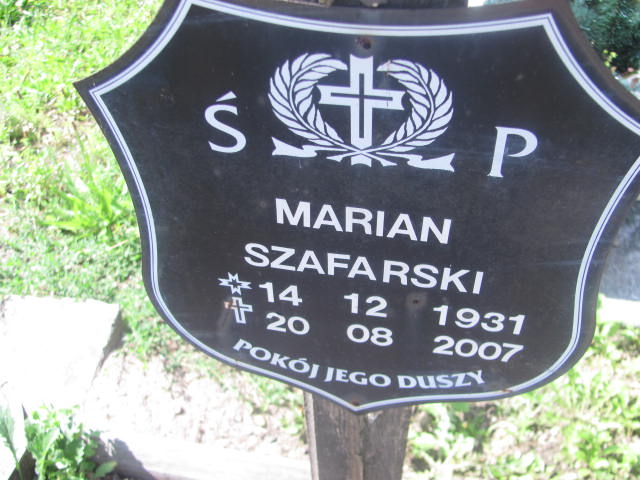 Ś P
MARIAN
SZAFARSKI
14 12 1931
20 08 2007
POKÓJ JEGO DUSZY